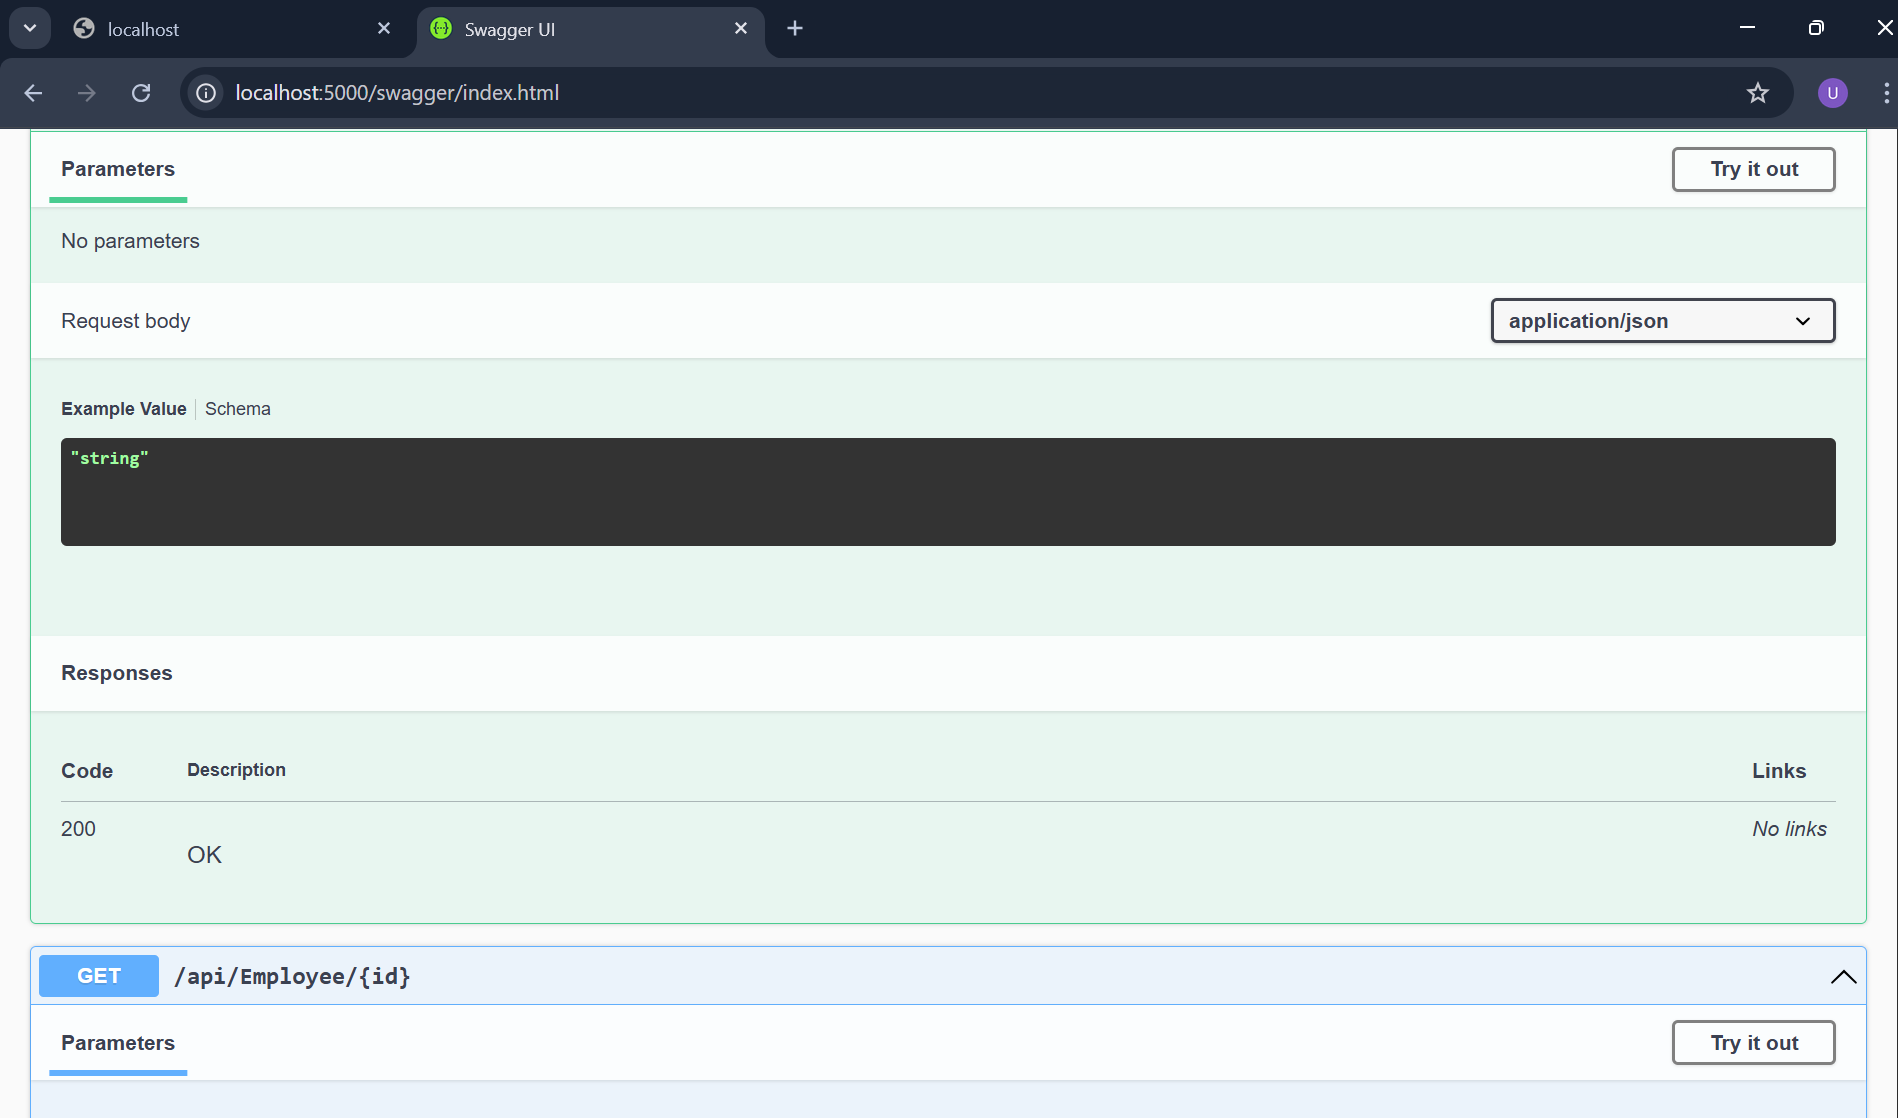 localhost
Swagger UI
localhost:5000/swagger/index.html
U
Parameters
Try it out
No parameters
Request body
application/json
Example Value
Schema
"string"
Responses
Code
Description
Links
200
OK
No links
GET
/api/Employee/{id}
Parameters
Try it out